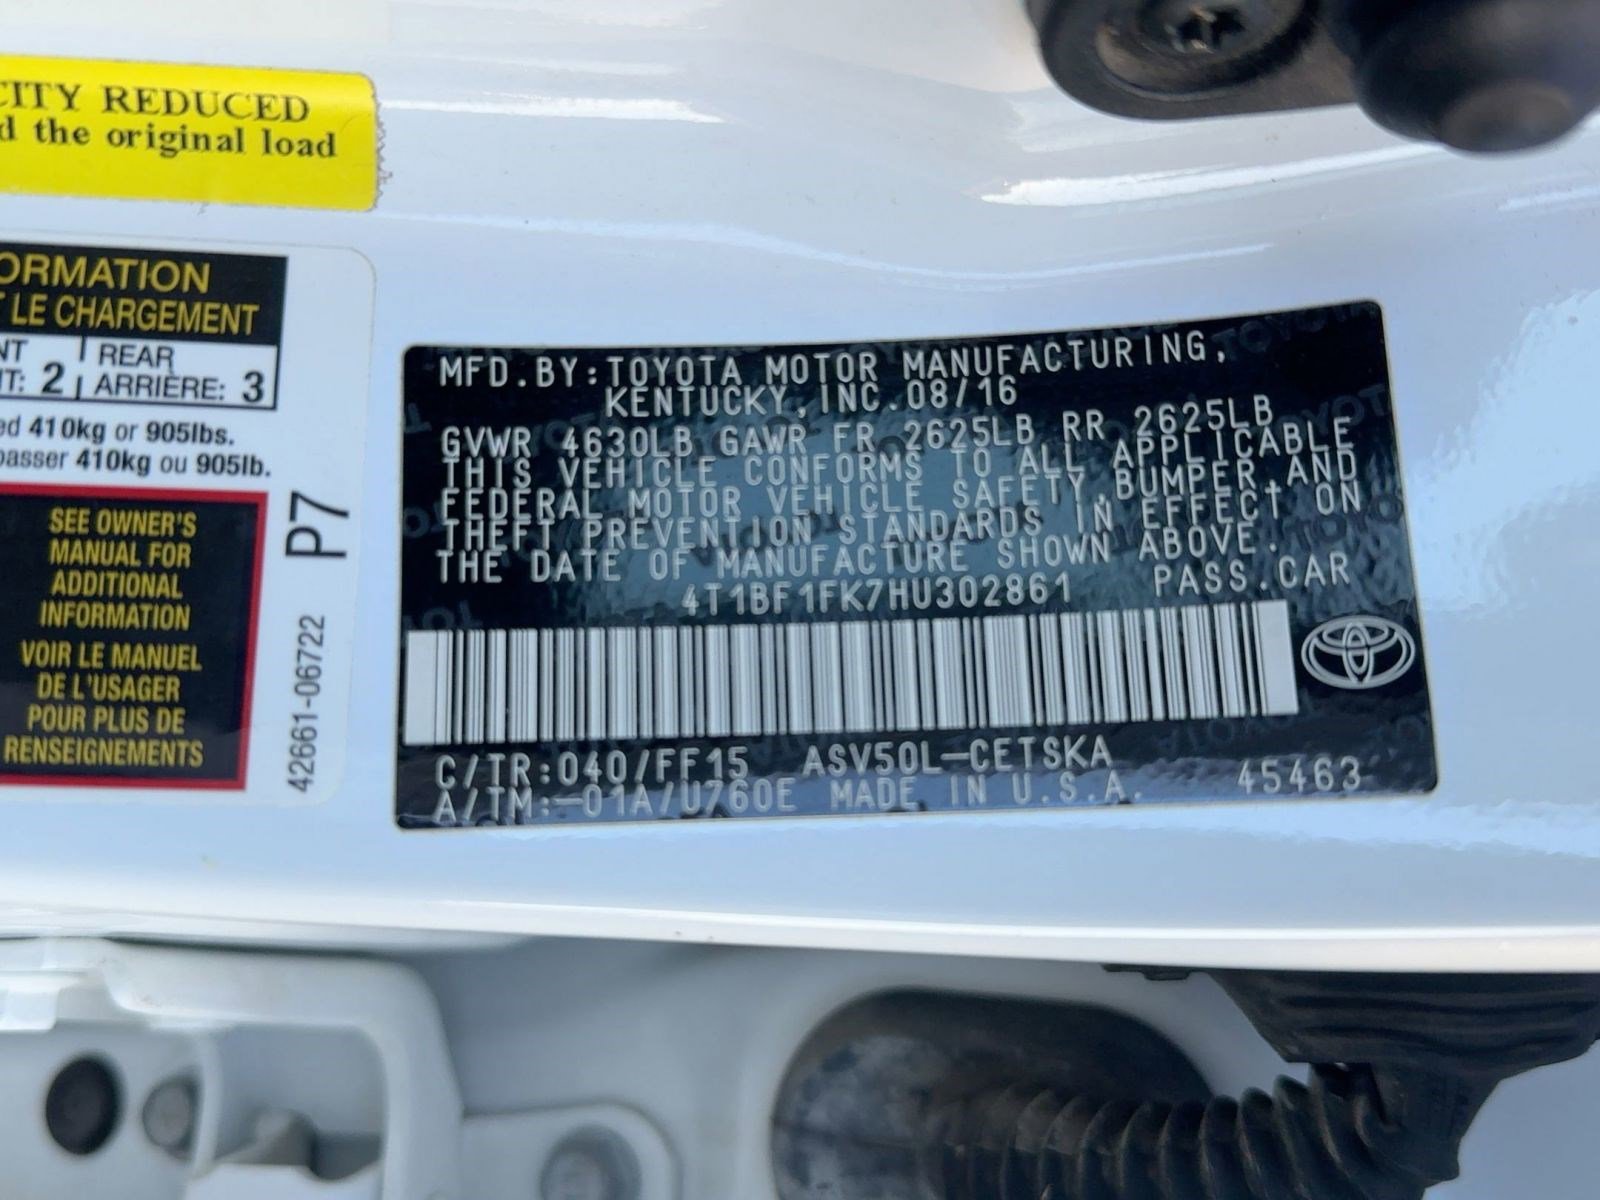 CITY REDUCED
d the original load
ORMATION
T LE CHARGEMENT
NT | REAR
T: 2 | ARRIÈRE: 3
ed 410kg or 905lbs.
passer 410kg ou 905lb.
SEE OWNER'S
MANUAL FOR
ADDITIONAL
INFORMATION
VOIR LE MANUEL
DE L'USAGER
POUR PLUS DE
RENSEIGNEMENTS
42661-06722 P7
MFD.BY:TOYOTA MOTOR MANUFACTURING,
KENTUCKY,INC.08/16
GVWR 4630LB GAWR FR 2625LB RR 2625LB
THIS VEHICLE CONFORMS TO ALL APPLICABLE
FEDERAL MOTOR VEHICLE SAFETY,BUMPER,AND
THEFT PREVENTION STANDARDS IN EFFECT ON
THE DATE OF MANUFACTURE SHOWN ABOVE.
4T1BF1FK7HU302861 PASS.CAR
C/TR:040/FF15 ASV50L-CETSKA
A/TM:-01A/U760E MADE IN U.S.A. 45463